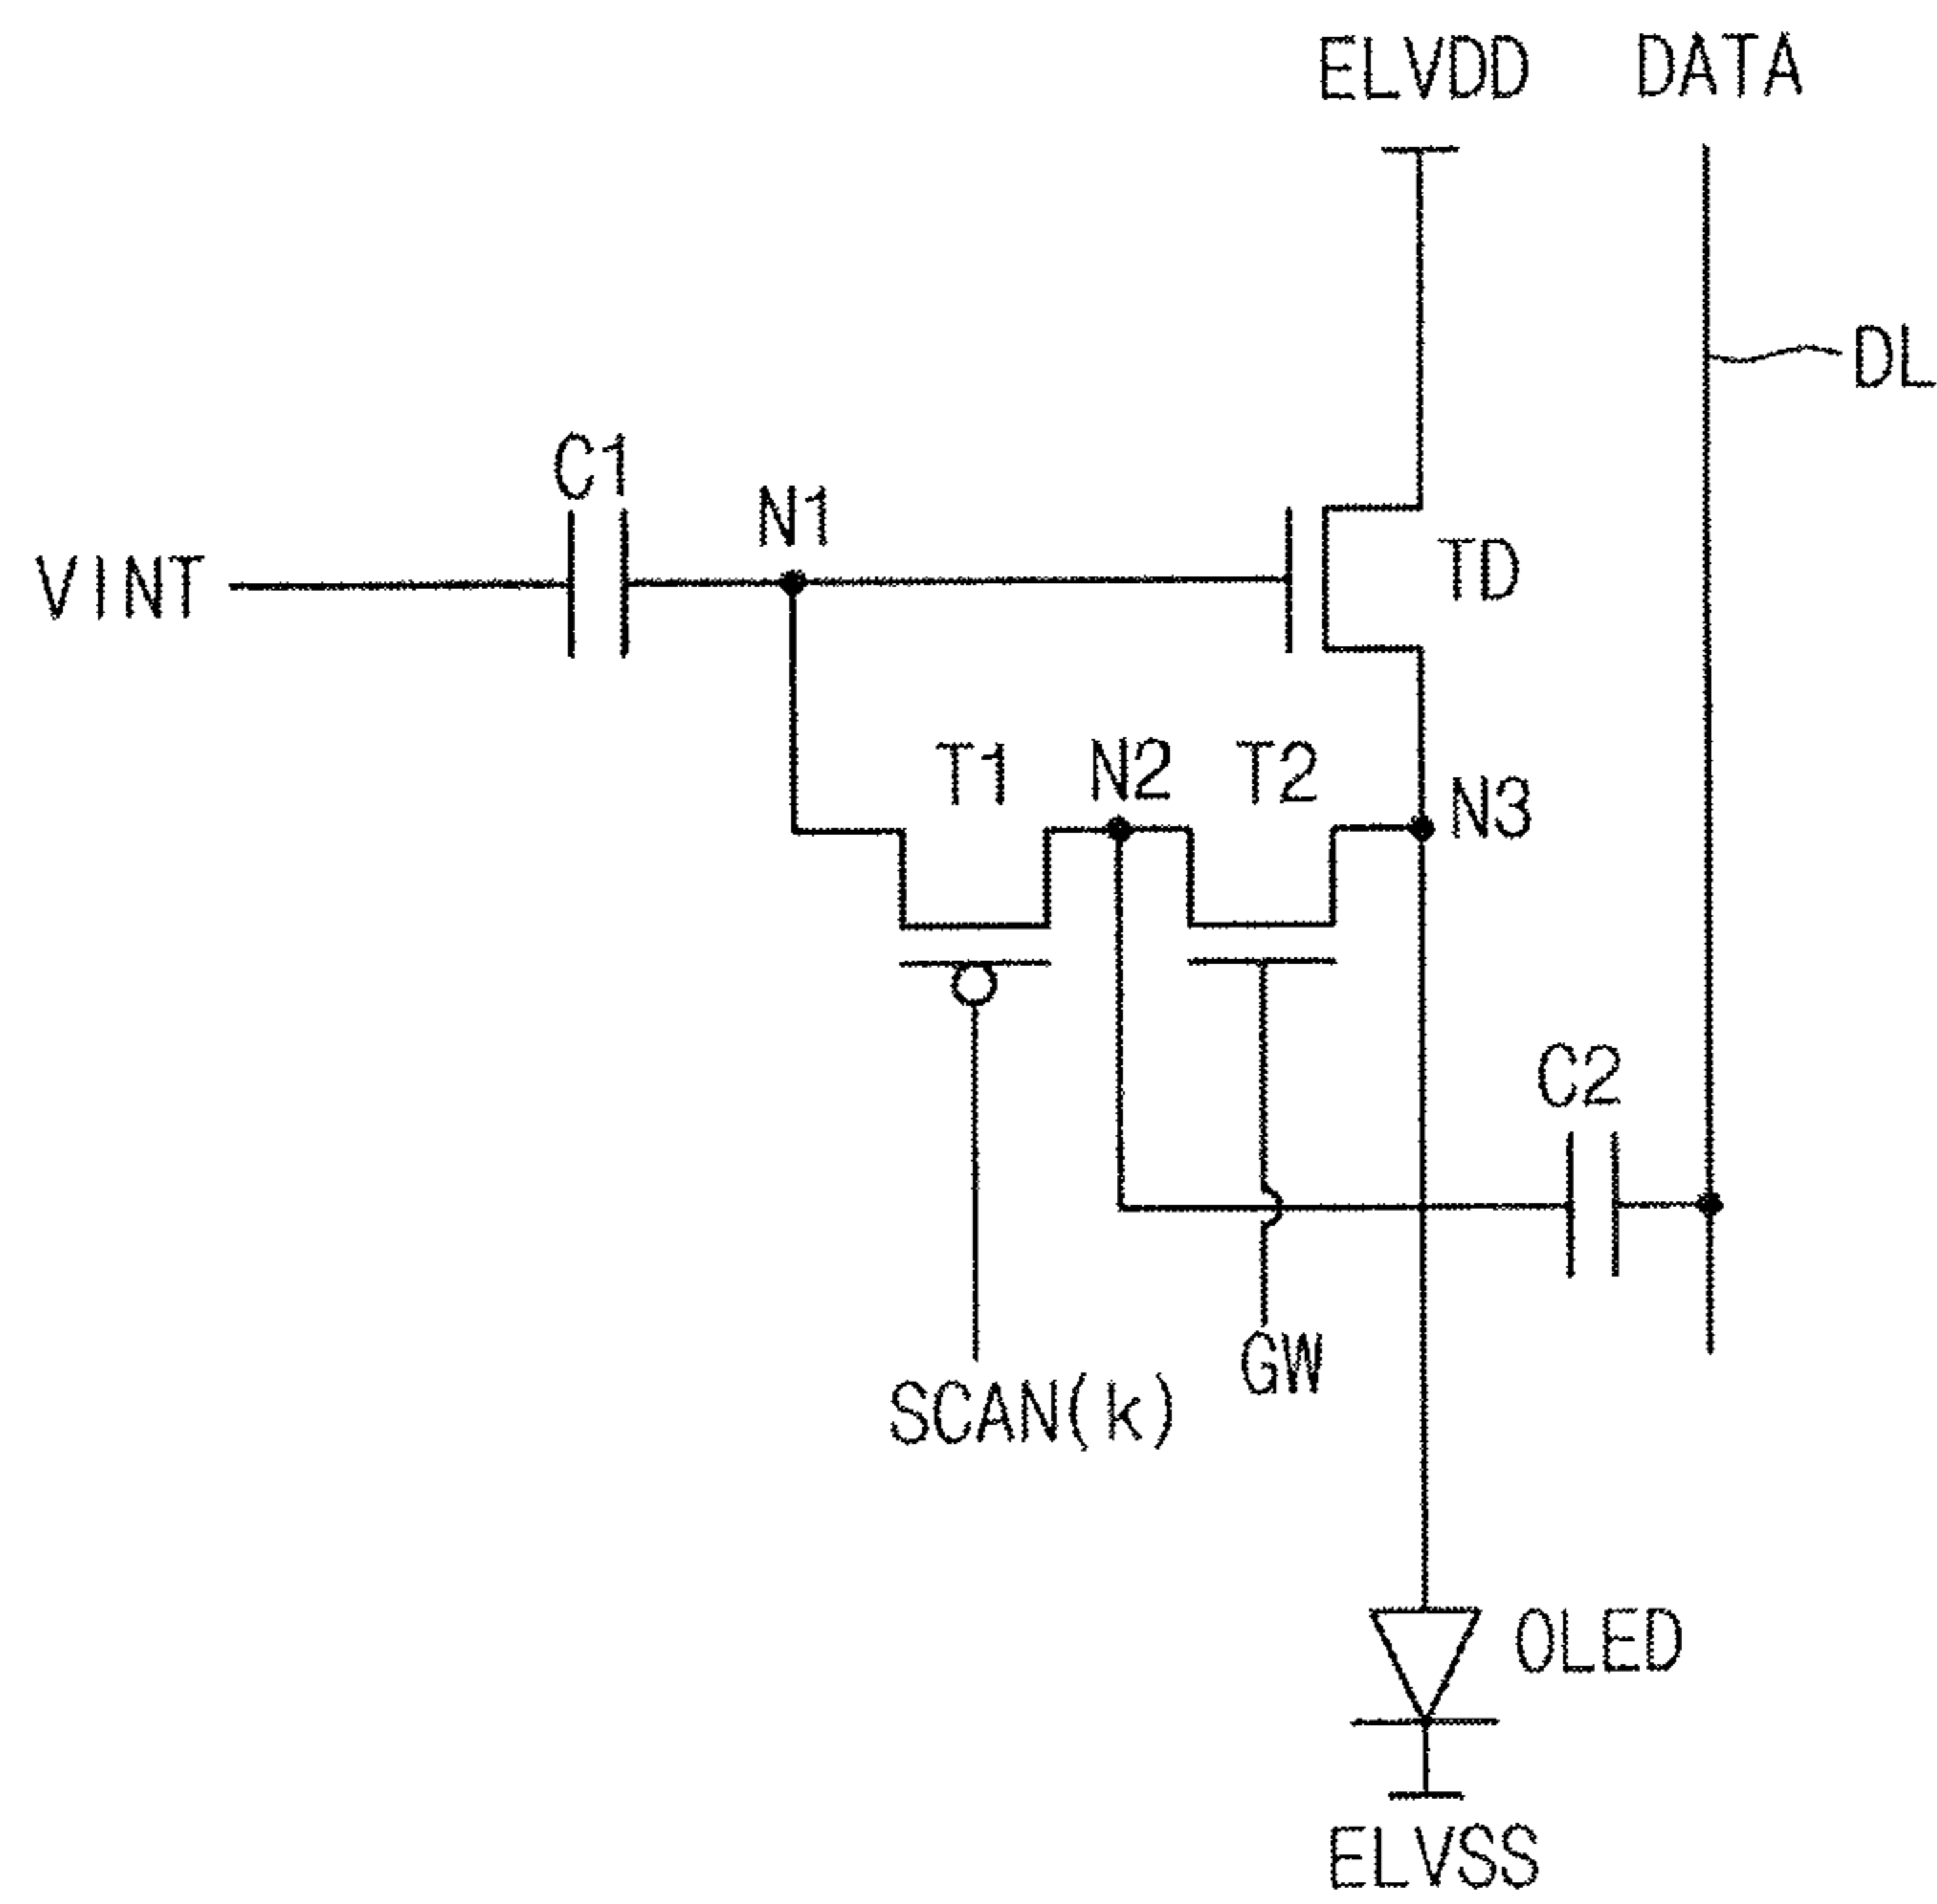 ELVDD
DATA
DL
C1
N1
VINT
TD
T1
N2
T2
N3
C2
GW
SCAN(k)
OLED
ELVSS